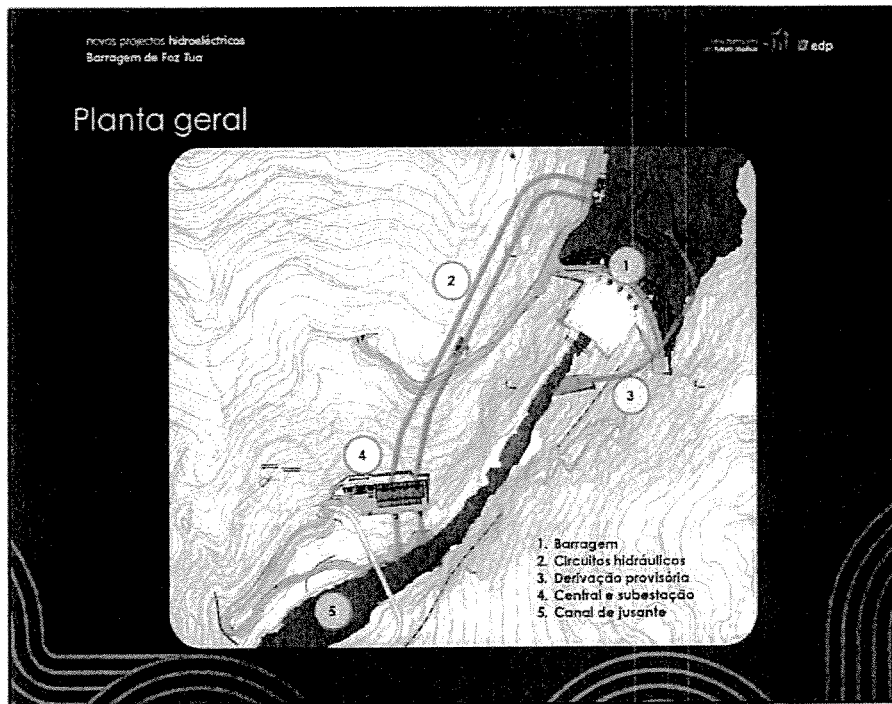 novos projectos hidroeléctricos
Barragem de Foz Tua
edp
Planta geral
1
2
3
4
5
1. Barragem
2. Circuitos hidráulicos
3. Derivação provisória
4. Central e subestação
5. Canal de jusante